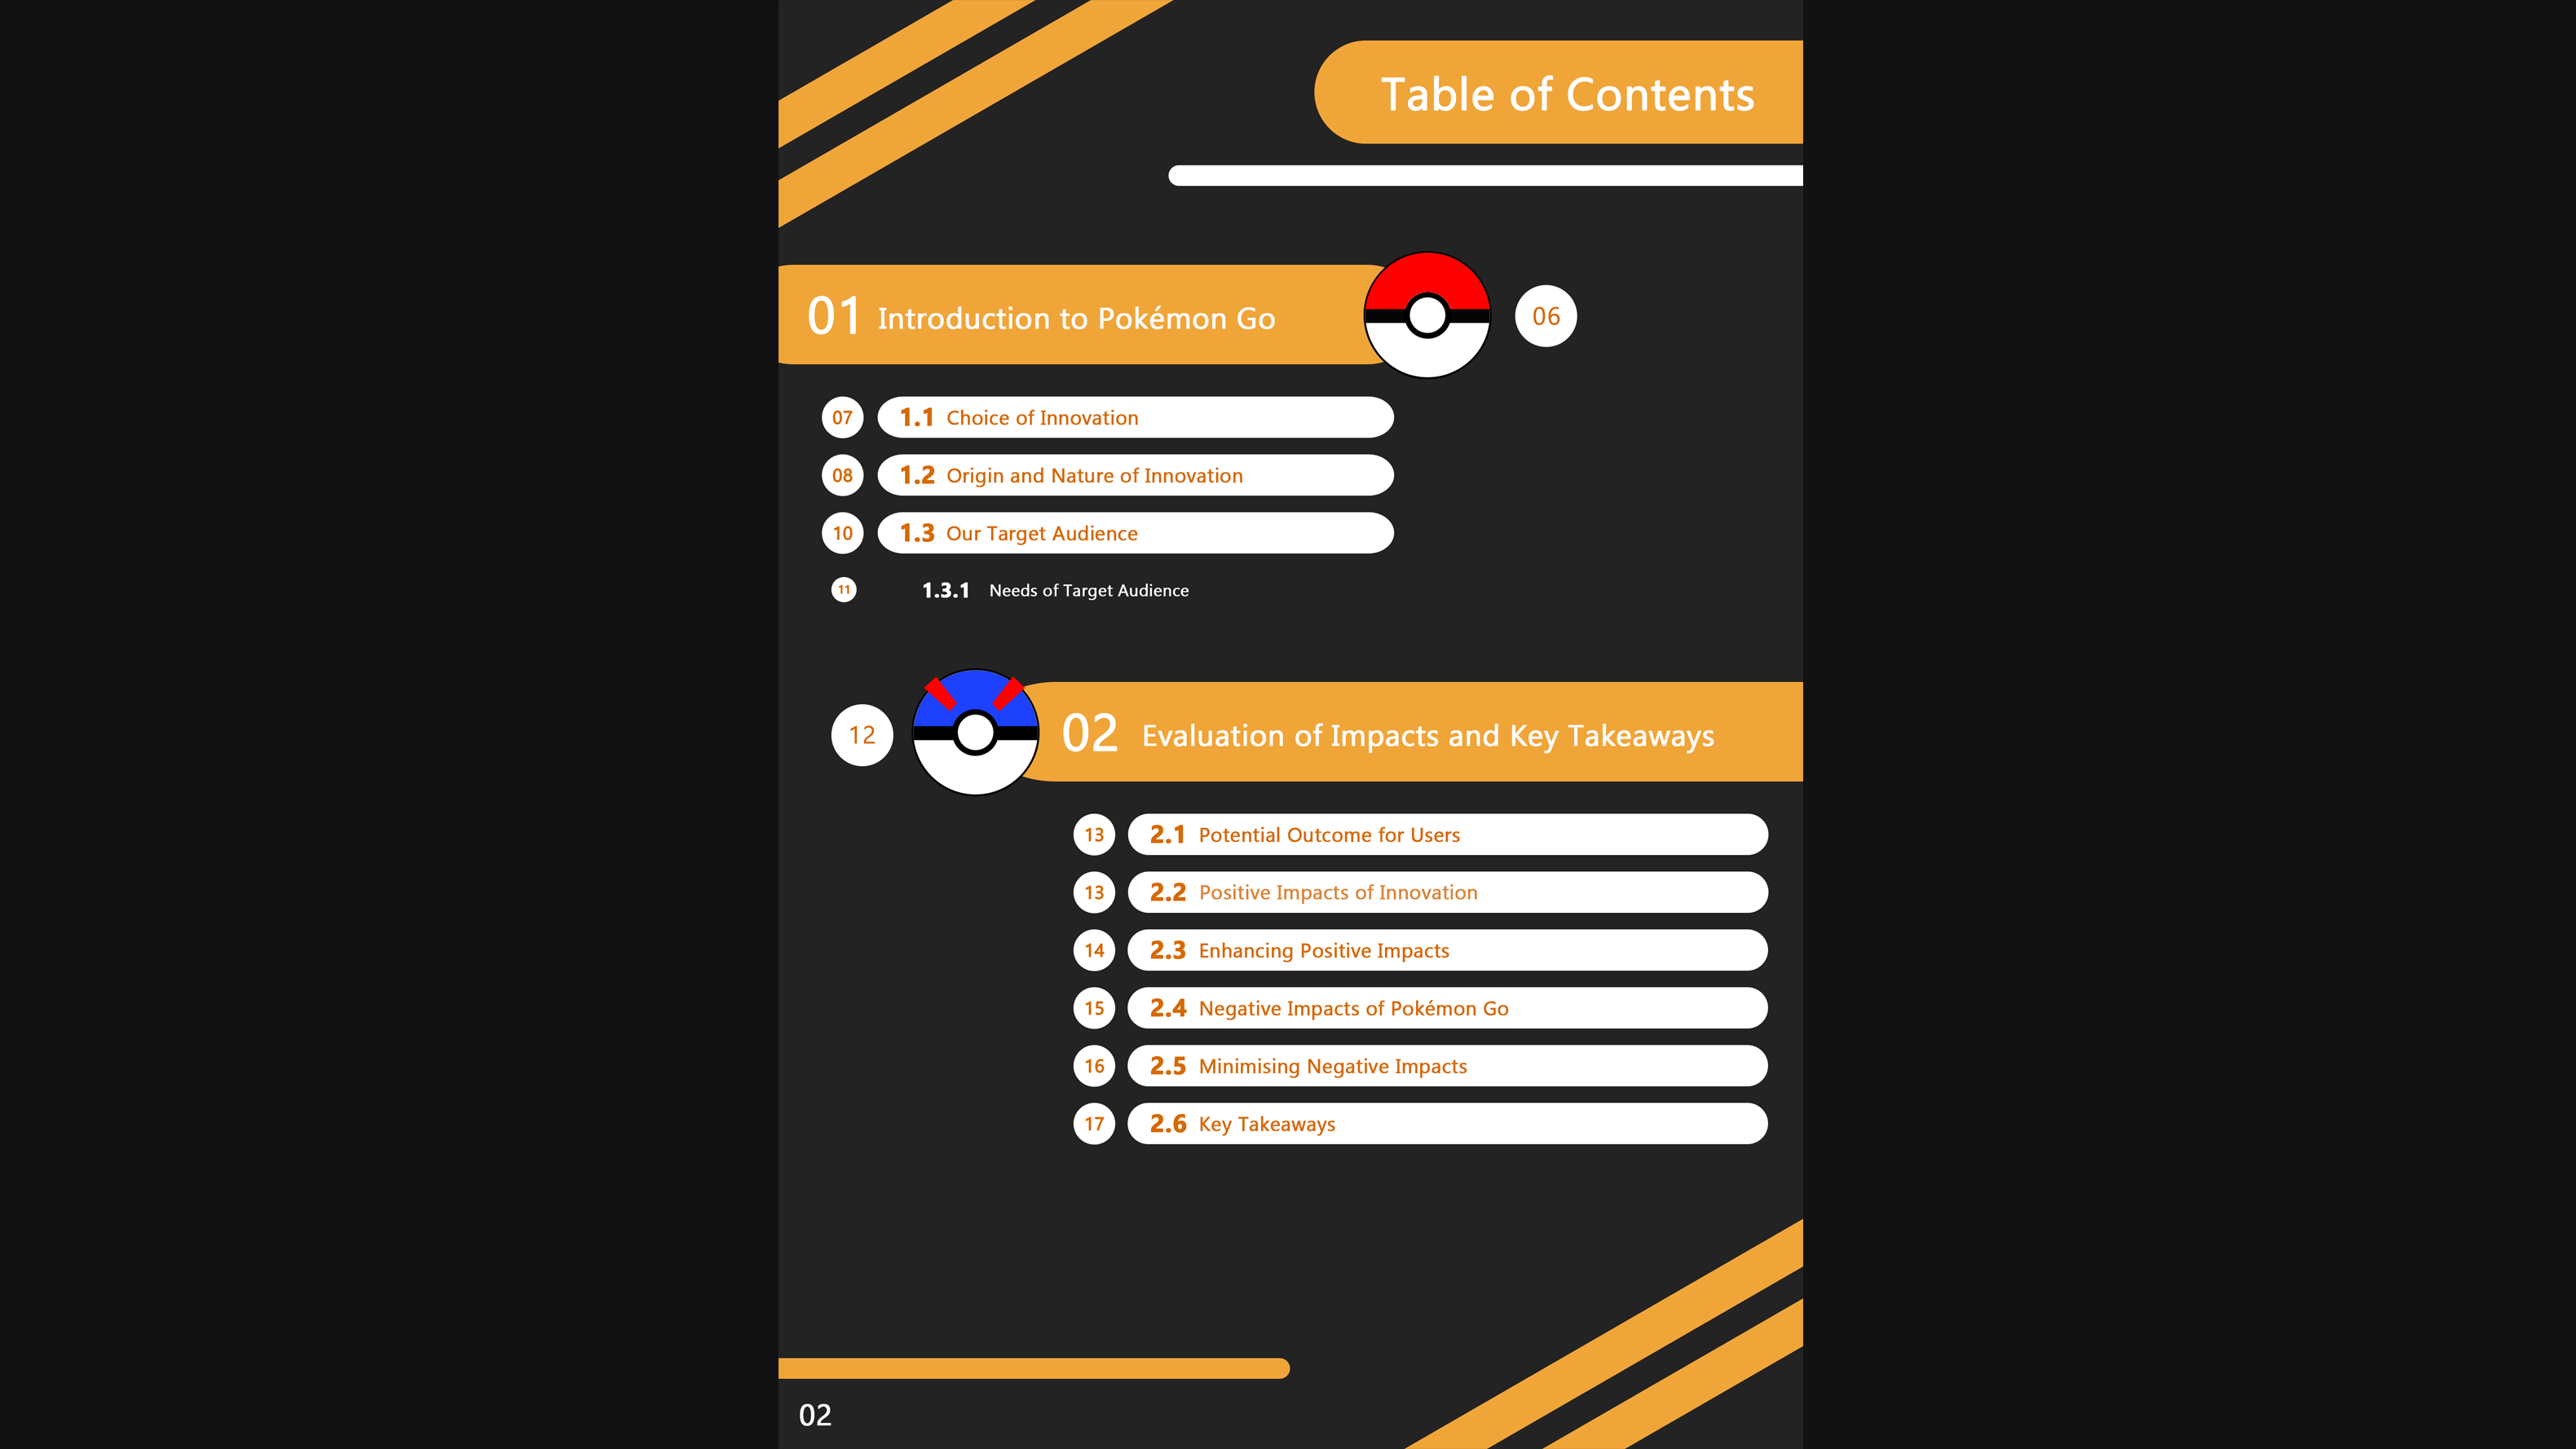 Table of Contents
01 Introduction to Pokémon Go 06
07 1.1 Choice of Innovation
08 1.2 Origin and Nature of Innovation
10 1.3 Our Target Audience
11 1.3.1 Needs of Target Audience
12 02 Evaluation of Impacts and Key Takeaways
13 2.1 Potential Outcome for Users
13 2.2 Positive Impacts of Innovation
14 2.3 Enhancing Positive Impacts
15 2.4 Negative Impacts of Pokémon Go
16 2.5 Minimising Negative Impacts
17 2.6 Key Takeaways
02